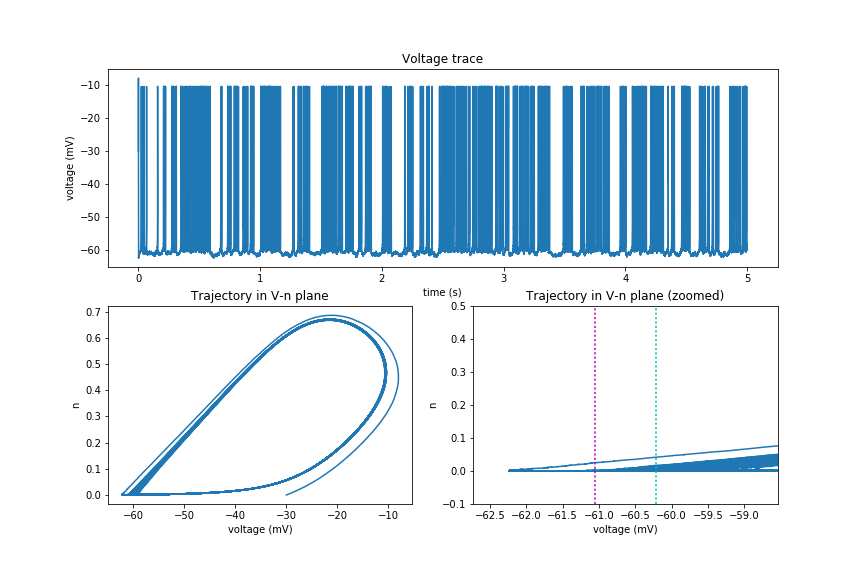 Voltage trace
voltage (mV)
−10
−20
−30
−40
−50
−60
0 1 2 3 4 5
time (s)
Trajectory in V-n plane
n
0.7
0.6
0.5
0.4
0.3
0.2
0.1
0.0
−60 −50 −40 −30 −20 −10
voltage (mV)
Trajectory in V-n plane (zoomed)
n
0.5
0.4
0.3
0.2
0.1
0.0
−0.1
−62.5 −62.0 −61.5 −61.0 −60.5 −60.0 −59.5 −59.0
voltage (mV)